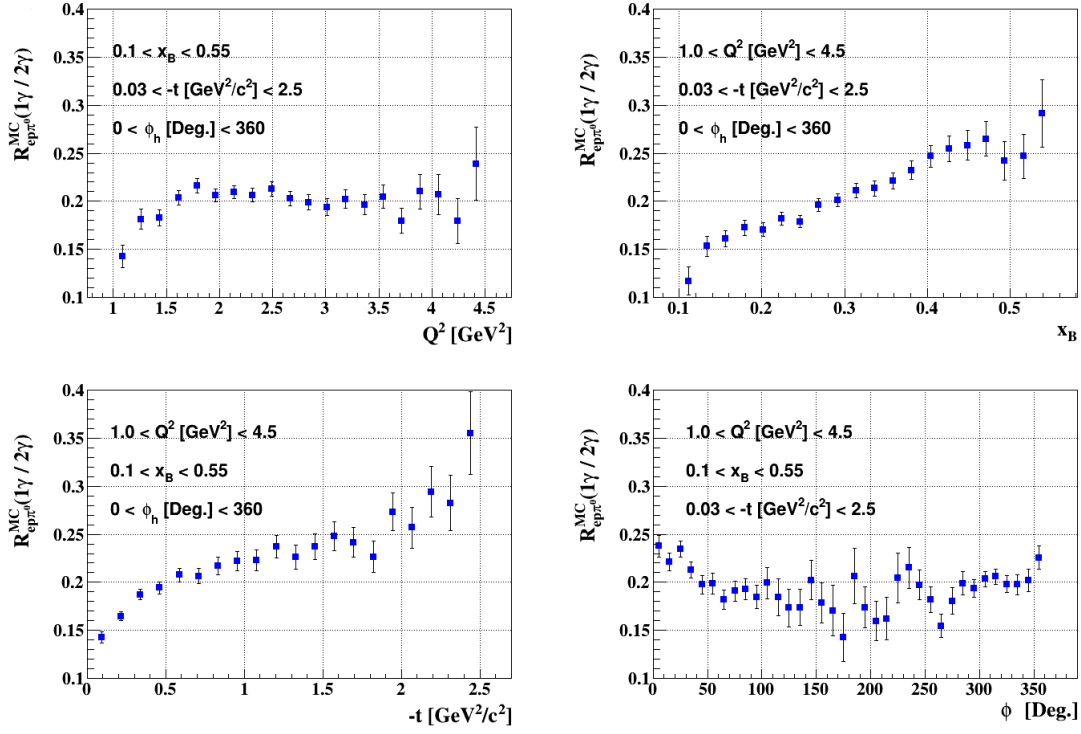 0.4
0.35
0.3
0.25
0.2
0.15
0.1
R^MC_epπ⁰(1γ / 2γ)
0.1 < x_B < 0.55
0.03 < -t [GeV²/c²] < 2.5
0 < ϕ_h [Deg.] < 360
1 1.5 2 2.5 3 3.5 4 4.5
Q² [GeV²]
0.4
0.35
0.3
0.25
0.2
0.15
0.1
R^MC_epπ⁰(1γ / 2γ)
1.0 < Q² [GeV²] < 4.5
0.03 < -t [GeV²/c²] < 2.5
0 < ϕ_h [Deg.] < 360
0.1 0.2 0.3 0.4 0.5
x_B
0.4
0.35
0.3
0.25
0.2
0.15
0.1
R^MC_epπ⁰(1γ / 2γ)
1.0 < Q² [GeV²] < 4.5
0.1 < x_B < 0.55
0 < ϕ_h [Deg.] < 360
0 0.5 1 1.5 2 2.5
-t [GeV²/c²]
0.4
0.35
0.3
0.25
0.2
0.15
0.1
R^MC_epπ⁰(1γ / 2γ)
1.0 < Q² [GeV²] < 4.5
0.1 < x_B < 0.55
0.03 < -t [GeV²/c²] < 2.5
0 50 100 150 200 250 300 350
ϕ [Deg.]